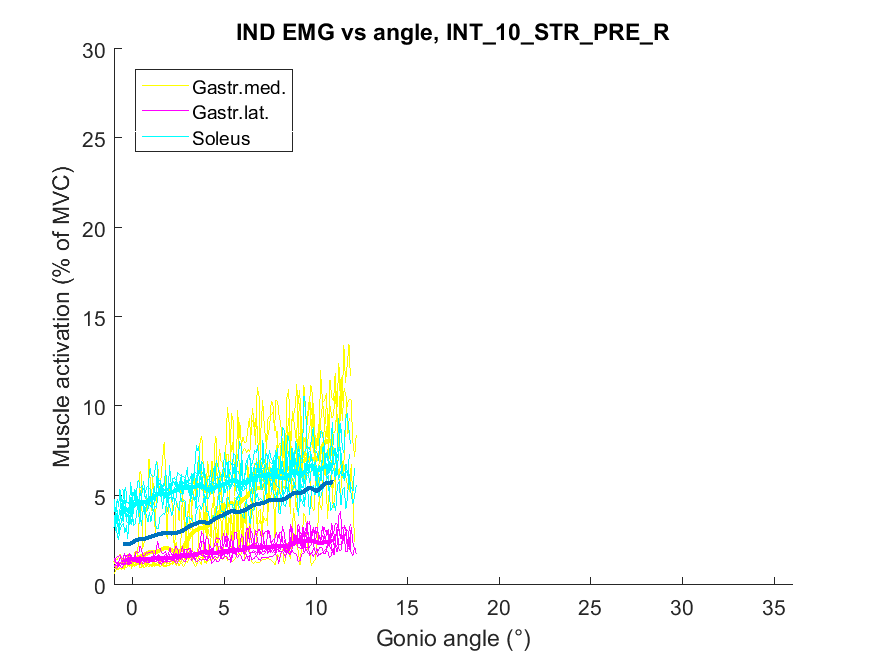 IND EMG vs angle, INT_10_STR_PRE_R
30
25
20
15
10
5
0
Muscle activation (% of MVC)
Gastr.med.
Gastr.lat.
Soleus
0 5 10 15 20 25 30 35
Gonio angle (°)